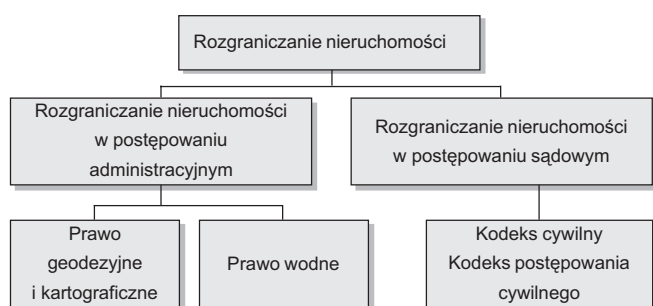 Rozgraniczanie nieruchomości
Rozgraniczanie nieruchomości
w postępowaniu
administracyjnym
Rozgraniczanie nieruchomości
w postępowaniu sądowym
Prawo
geodezyjne
i kartograficzne
Prawo wodne
Kodeks cywilny
Kodeks postępowania
cywilnego